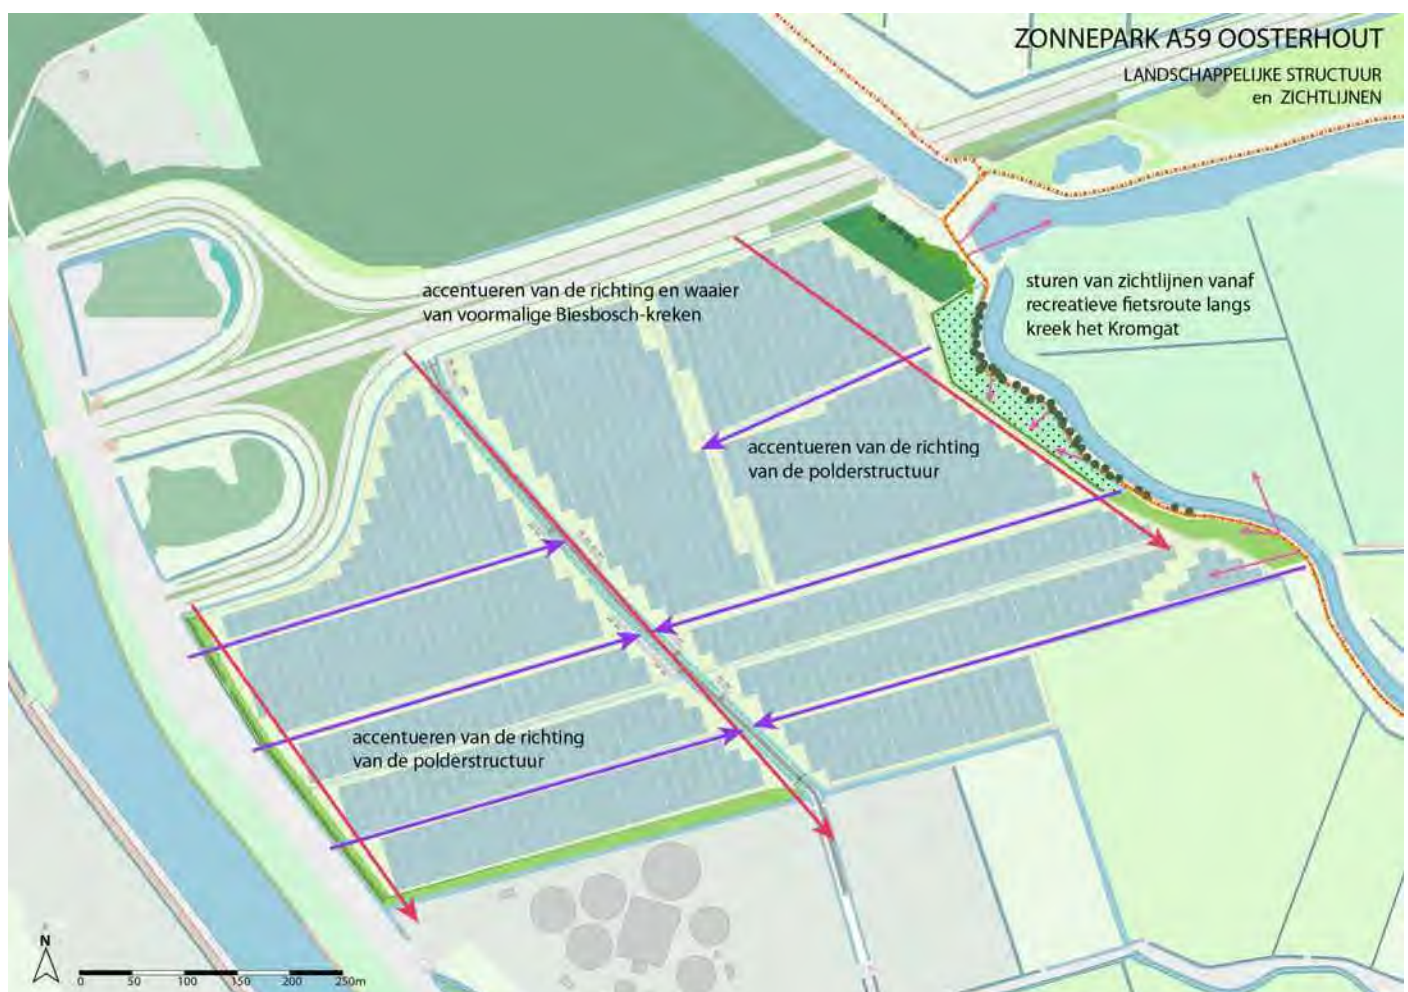 ZONNEPARK A59 OOSTERHOUT
LANDSCHAPPELIJKE STRUCTUUR
en ZICHTLIJNEN
accentueren van de richting en waaier
van voormalige Biesbosch-kreken
sturen van zichtlijnen vanaf
recreatieve fietsroute langs
kreek het Kromgat
accentueren van de richting
van de polderstructuur
accentueren van de richting
van de polderstructuur
N
0 50 100 150 200 250m